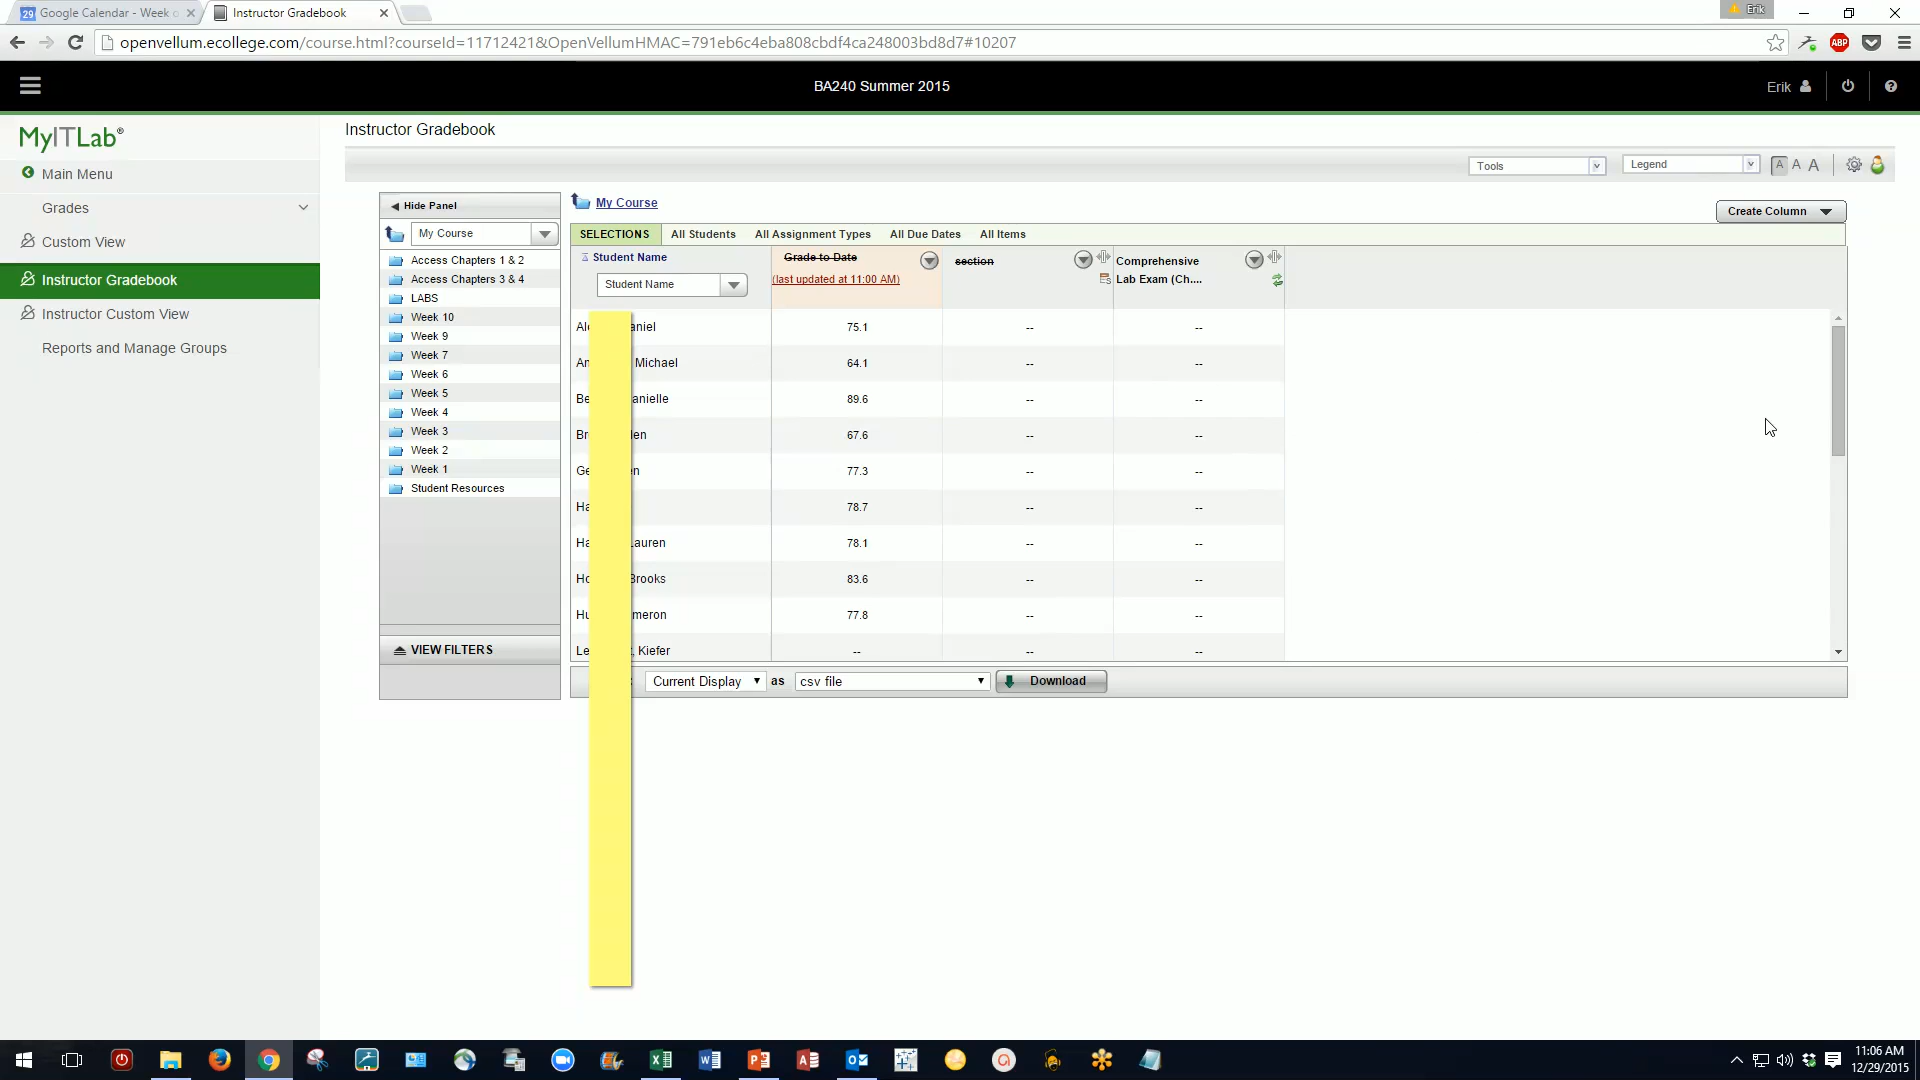 Google Calendar - Week o
Instructor Gradebook
Erik
openvellum.ecollege.com/course.html?courseId=11712421&OpenVellumHMAC=791eb6c4eba808cbdf4ca248003bd8d7#10207
ABP
BA240 Summer 2015
Erik
MyITLab®
Main Menu
Grades
Custom View
Instructor Gradebook
Instructor Custom View
Reports and Manage Groups
Instructor Gradebook
Tools
Legend
A A A
Hide Panel
My Course
Access Chapters 1 & 2
Access Chapters 3 & 4
LABS
Week 10
Week 9
Week 7
Week 6
Week 5
Week 4
Week 3
Week 2
Week 1
Student Resources
VIEW FILTERS
My Course
Create Column
SELECTIONS All Students All Assignment Types All Due Dates All Items
Student Name
Student Name
Grade to Date
(last updated at 11:00 AM)
section
Comprehensive
Lab Exam (Ch....
75.1 -- --
Michael 64.1 -- --
89.6 -- --
67.6 -- --
77.3 -- --
78.7 -- --
Lauren 78.1 -- --
Brooks 83.6 -- --
77.8 -- --
Kiefer -- -- --
Current Display as csv file Download
11:06 AM
12/29/2015